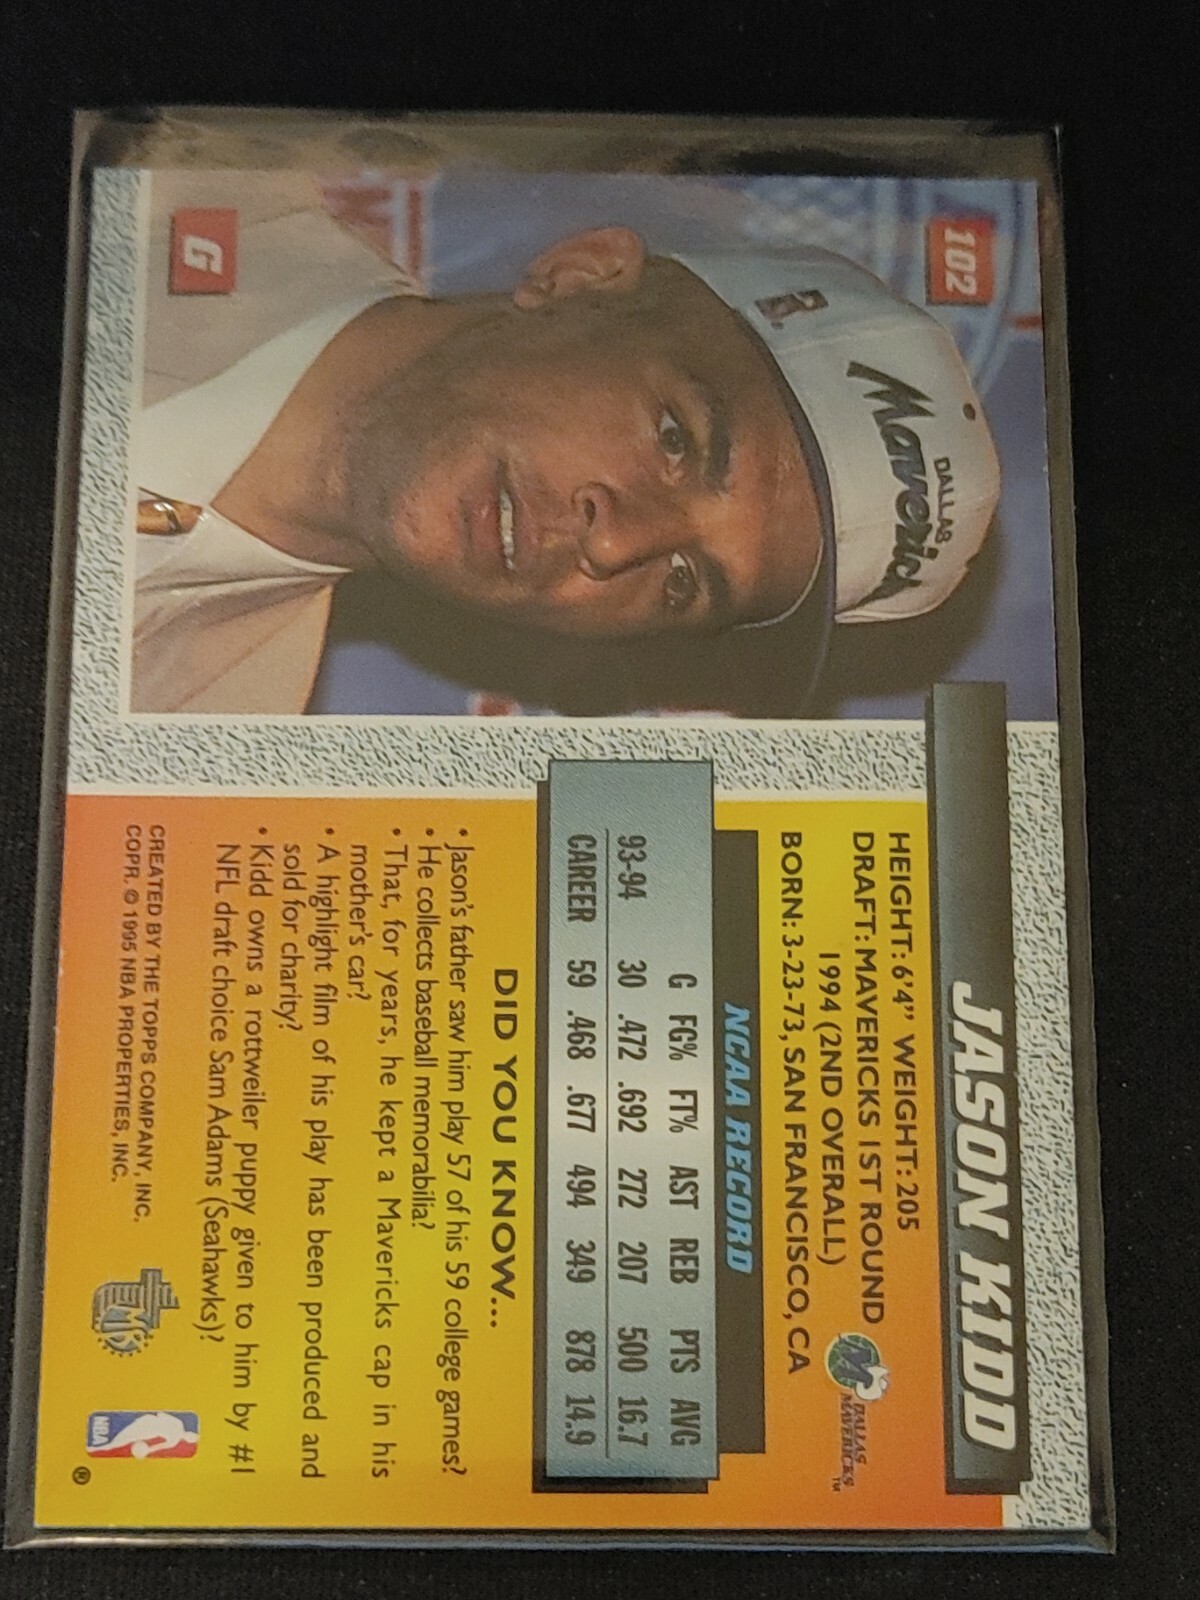 102
DALLAS
Maverick
G
JASON KIDD
HEIGHT: 6'4" WEIGHT: 205
DRAFT: MAVERICKS 1ST ROUND
1994 (2ND OVERALL)
BORN: 3-23-73, SAN FRANCISCO, CA
DALLAS
MAVERICKS
TM
NCAA RECORD
G FG% FT% AST REB PTS AVG
93-94 30 .472 .692 272 207 500 16.7
CAREER 59 .468 .677 494 349 878 14.9
DID YOU KNOW...
• Jason's father saw him play 57 of his 59 college games?
• He collects baseball memorabilia?
• That, for years, he kept a Mavericks cap in his
mother's car?
• A highlight film of his play has been produced and
sold for charity?
• Kidd owns a rottweiler puppy given to him by #1
NFL draft choice Sam Adams (Seahawks)?
CREATED BY THE TOPPS COMPANY, INC.
COPR. © 1995 NBA PROPERTIES, INC.
NBA
®